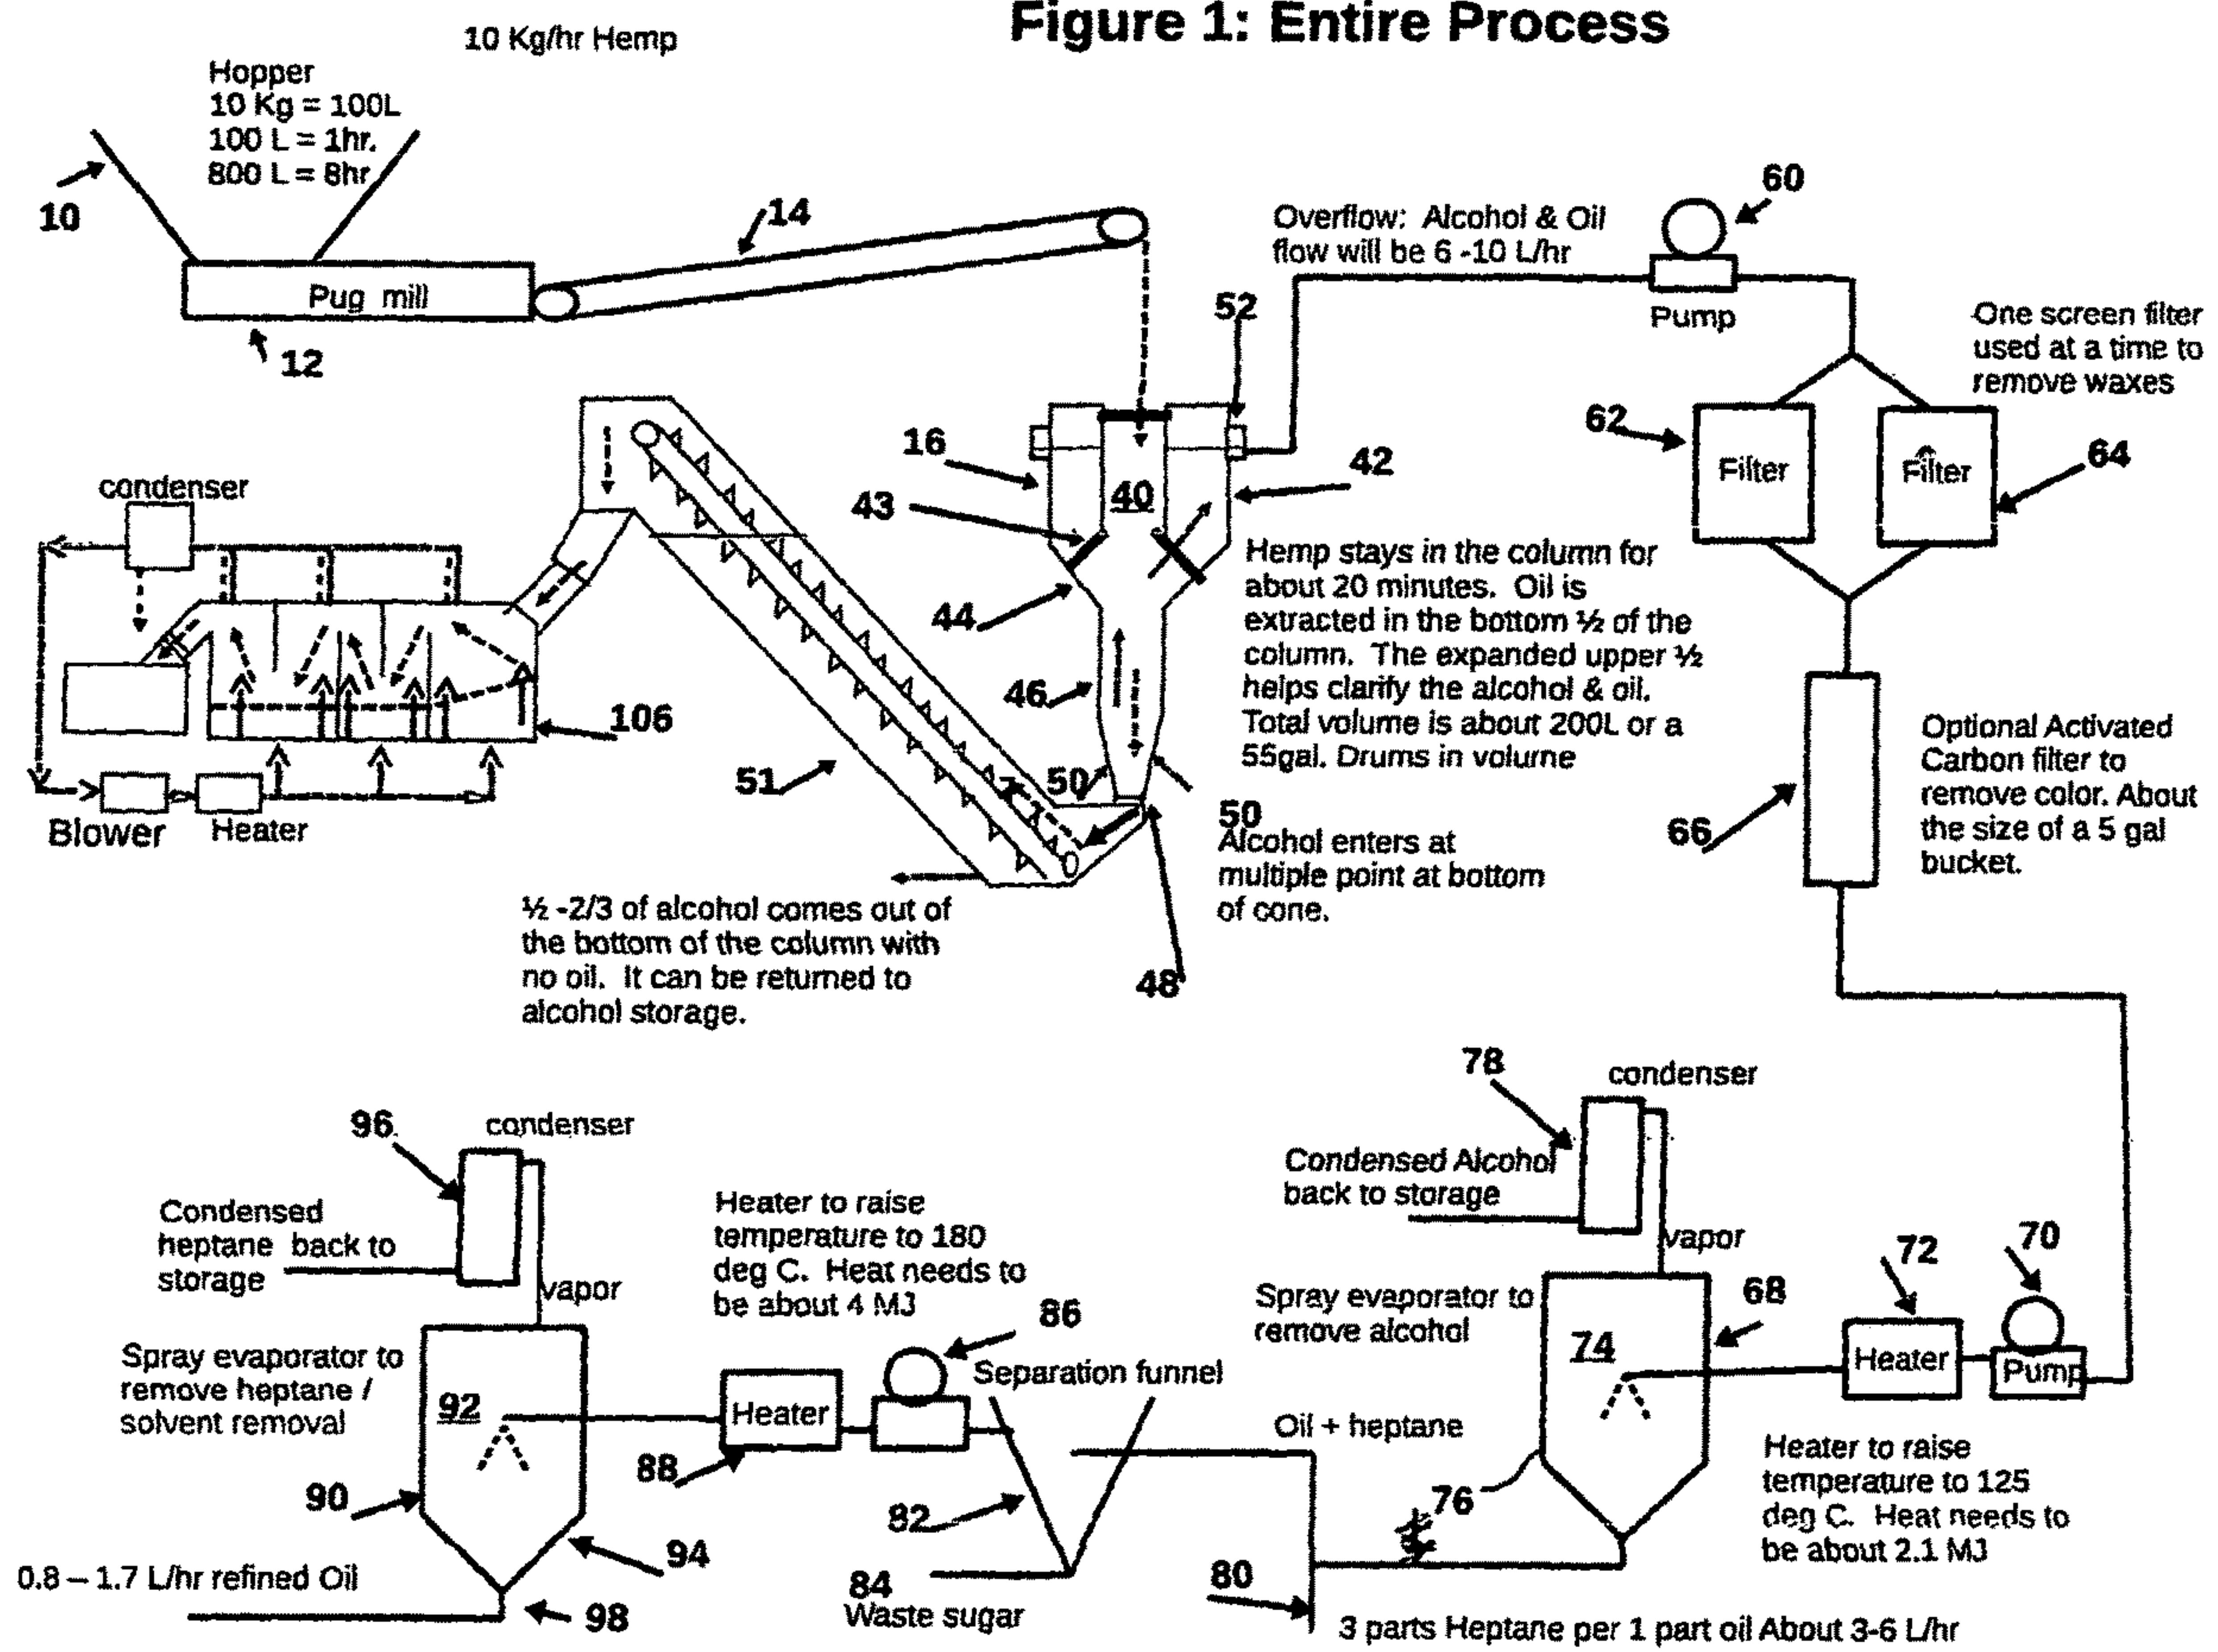 Figure 1: Entire Process
10 Kg/hr Hemp
Hopper
10 Kg = 100L
100 L = 1hr.
800 L = 8hr
10
Pug mill
12
14
Overflow: Alcohol & Oil
flow will be 6 -10 L/hr
60
Pump
52
One screen filter
used at a time to
remove waxes
62
Filter
Filter
64
16
42
43
40
44
46
Hemp stays in the column for
about 20 minutes. Oil is
extracted in the bottom ½ of the
column. The expanded upper ½
helps clarify the alcohol & oil.
Total volume is about 200L or a
55gal. Drums in volume
condenser
106
Blower
Heater
51
50
50
Alcohol enters at
multiple point at bottom
of cone.
48
½ -2/3 of alcohol comes out of
the bottom of the column with
no oil. It can be returned to
alcohol storage.
66
Optional Activated
Carbon filter to
remove color. About
the size of a 5 gal
bucket.
78
condenser
Condensed Alcohol
back to storage
vapor
72
70
68
Spray evaporator to
remove alcohol
74
Heater
Pump
Heater to raise
temperature to 125
deg C. Heat needs to
be about 2.1 MJ
76
Oil + heptane
80
3 parts Heptane per 1 part oil About 3-6 L/hr
96
condenser
Condensed
heptane back to
storage
vapor
Heater to raise
temperature to 180
deg C. Heat needs to
be about 4 MJ
86
Separation funnel
Spray evaporator to
remove heptane /
solvent removal
92
Heater
88
82
84
Waste sugar
90
94
0.8 – 1.7 L/hr refined Oil
98